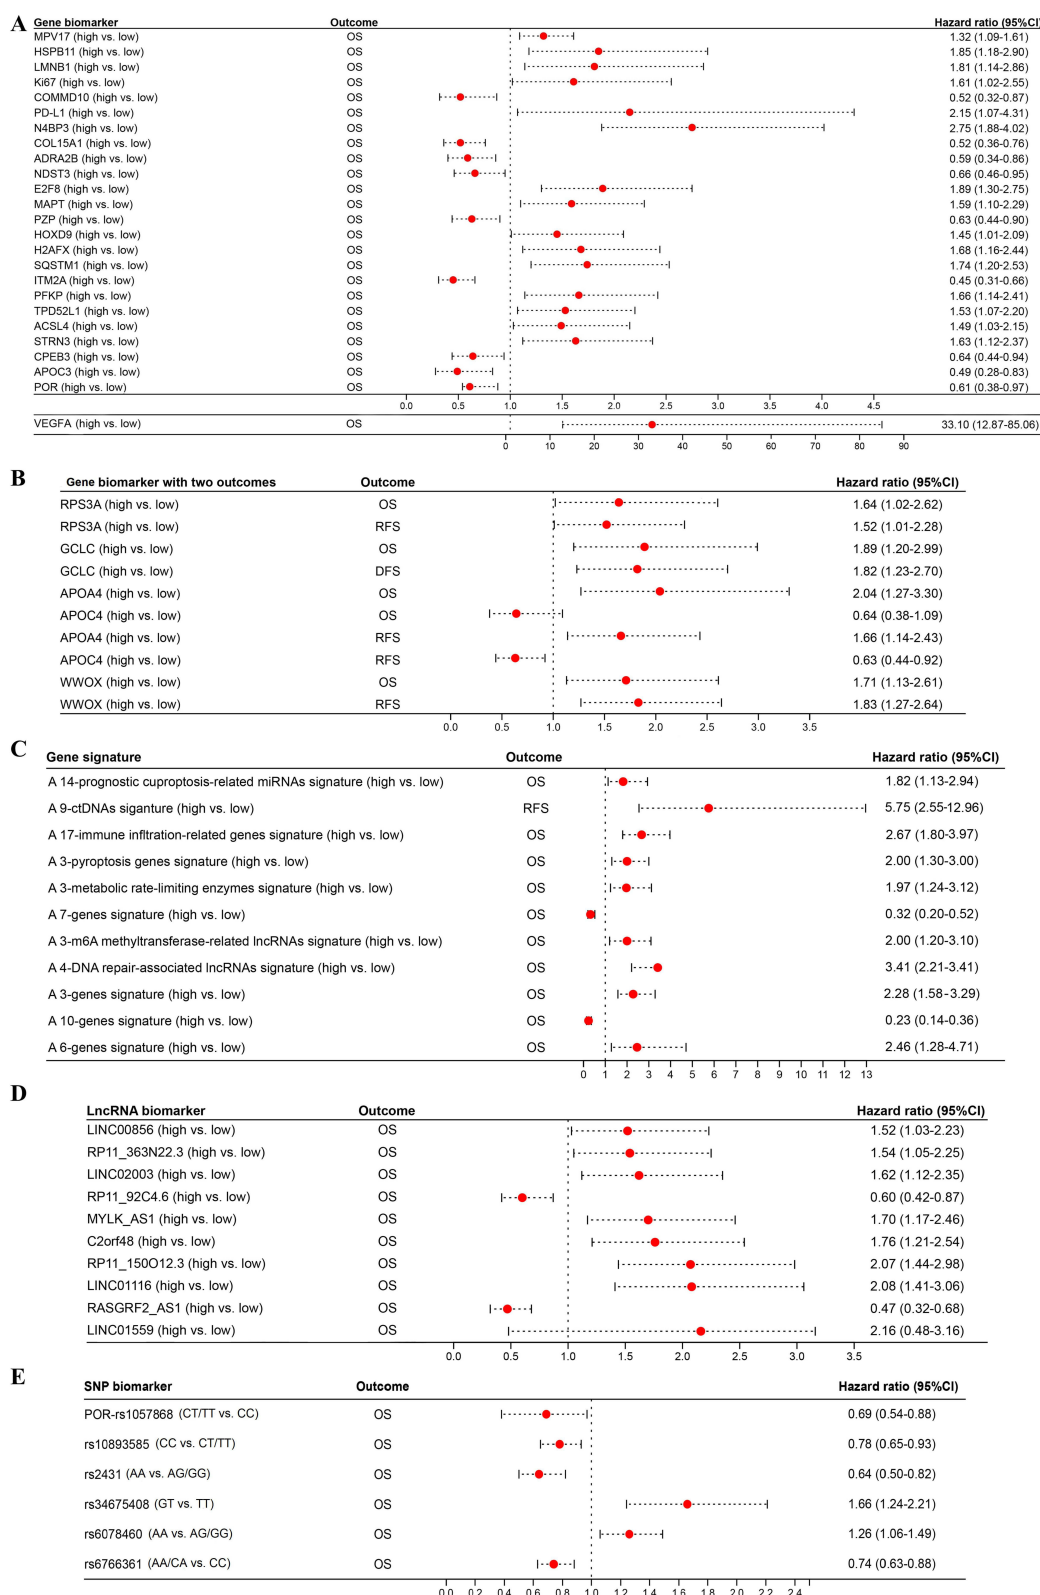 A
Gene biomarker Outcome Hazard ratio (95%CI)
MPV17 (high vs. low) OS 1.32 (1.09-1.61)
HSPB11 (high vs. low) OS 1.85 (1.18-2.90)
LMNB1 (high vs. low) OS 1.81 (1.14-2.86)
Ki67 (high vs. low) OS 1.61 (1.02-2.55)
COMMD10 (high vs. low) OS 0.52 (0.32-0.87)
PD-L1 (high vs. low) OS 2.15 (1.07-4.31)
N4BP3 (high vs. low) OS 2.75 (1.88-4.02)
COL15A1 (high vs. low) OS 0.52 (0.36-0.76)
ADRA2B (high vs. low) OS 0.59 (0.34-0.86)
NDST3 (high vs. low) OS 0.66 (0.46-0.95)
E2F8 (high vs. low) OS 1.89 (1.30-2.75)
MAPT (high vs. low) OS 1.59 (1.10-2.29)
PZP (high vs. low) OS 0.63 (0.44-0.90)
HOXD9 (high vs. low) OS 1.45 (1.01-2.09)
H2AFX (high vs. low) OS 1.68 (1.16-2.44)
SQSTM1 (high vs. low) OS 1.74 (1.20-2.53)
ITM2A (high vs. low) OS 0.45 (0.31-0.66)
PFKP (high vs. low) OS 1.66 (1.14-2.41)
TPD52L1 (high vs. low) OS 1.53 (1.07-2.20)
ACSL4 (high vs. low) OS 1.49 (1.03-2.15)
STRN3 (high vs. low) OS 1.63 (1.12-2.37)
CPEB3 (high vs. low) OS 0.64 (0.44-0.94)
APOC3 (high vs. low) OS 0.49 (0.28-0.83)
POR (high vs. low) OS 0.61 (0.38-0.97)
0.0 0.5 1.0 1.5 2.0 2.5 3.0 3.5 4.0 4.5
VEGFA (high vs. low) OS 33.10 (12.87-85.06)
0 10 20 30 40 50 60 70 80 90
B
Gene biomarker with two outcomes Outcome Hazard ratio (95%CI)
RPS3A (high vs. low) OS 1.64 (1.02-2.62)
RPS3A (high vs. low) RFS 1.52 (1.01-2.28)
GCLC (high vs. low) OS 1.89 (1.20-2.99)
GCLC (high vs. low) DFS 1.82 (1.23-2.70)
APOA4 (high vs. low) OS 2.04 (1.27-3.30)
APOC4 (high vs. low) OS 0.64 (0.38-1.09)
APOA4 (high vs. low) RFS 1.66 (1.14-2.43)
APOC4 (high vs. low) RFS 0.63 (0.44-0.92)
WWOX (high vs. low) OS 1.71 (1.13-2.61)
WWOX (high vs. low) RFS 1.83 (1.27-2.64)
0.0 0.5 1.0 1.5 2.0 2.5 3.0 3.5
C
Gene signature Outcome Hazard ratio (95%CI)
A 14-prognostic cuproptosis-related miRNAs signature (high vs. low) OS 1.82 (1.13-2.94)
A 9-ctDNAs siganture (high vs. low) RFS 5.75 (2.55-12.96)
A 17-immune infltration-related genes signature (high vs. low) OS 2.67 (1.80-3.97)
A 3-pyroptosis genes signature (high vs. low) OS 2.00 (1.30-3.00)
A 3-metabolic rate-limiting enzymes signature (high vs. low) OS 1.97 (1.24-3.12)
A 7-genes signature (high vs. low) OS 0.32 (0.20-0.52)
A 3-m6A methyltransferase-related lncRNAs signature (high vs. low) OS 2.00 (1.20-3.10)
A 4-DNA repair-associated lncRNAs signature (high vs. low) OS 3.41 (2.21-3.41)
A 3-genes signature (high vs. low) OS 2.28 (1.58-3.29)
A 10-genes signature (high vs. low) OS 0.23 (0.14-0.36)
A 6-genes signature (high vs. low) OS 2.46 (1.28-4.71)
0 1 2 3 4 5 6 7 8 9 10 11 12 13
D
LncRNA biomarker Outcome Hazard ratio (95%CI)
LINC00856 (high vs. low) OS 1.52 (1.03-2.23)
RP11_363N22.3 (high vs. low) OS 1.54 (1.05-2.25)
LINC02003 (high vs. low) OS 1.62 (1.12-2.35)
RP11_92C4.6 (high vs. low) OS 0.60 (0.42-0.87)
MYLK_AS1 (high vs. low) OS 1.70 (1.17-2.46)
C2orf48 (high vs. low) OS 1.76 (1.21-2.54)
RP11_150O12.3 (high vs. low) OS 2.07 (1.44-2.98)
LINC01116 (high vs. low) OS 2.08 (1.41-3.06)
RASGRF2_AS1 (high vs. low) OS 0.47 (0.32-0.68)
LINC01559 (high vs. low) OS 2.16 (0.48-3.16)
0.0 0.5 1.0 1.5 2.0 2.5 3.0 3.5
E
SNP biomarker Outcome Hazard ratio (95%CI)
POR-rs1057868 (CT/TT vs. CC) OS 0.69 (0.54-0.88)
rs10893585 (CC vs. CT/TT) OS 0.78 (0.65-0.93)
rs2431 (AA vs. AG/GG) OS 0.64 (0.50-0.82)
rs34675408 (GT vs. TT) OS 1.66 (1.24-2.21)
rs6078460 (AA vs. AG/GG) OS 1.26 (1.06-1.49)
rs6766361 (AA/CA vs. CC) OS 0.74 (0.63-0.88)
0.0 0.2 0.4 0.6 0.8 1.0 1.2 1.4 1.6 1.8 2.0 2.2 2.4